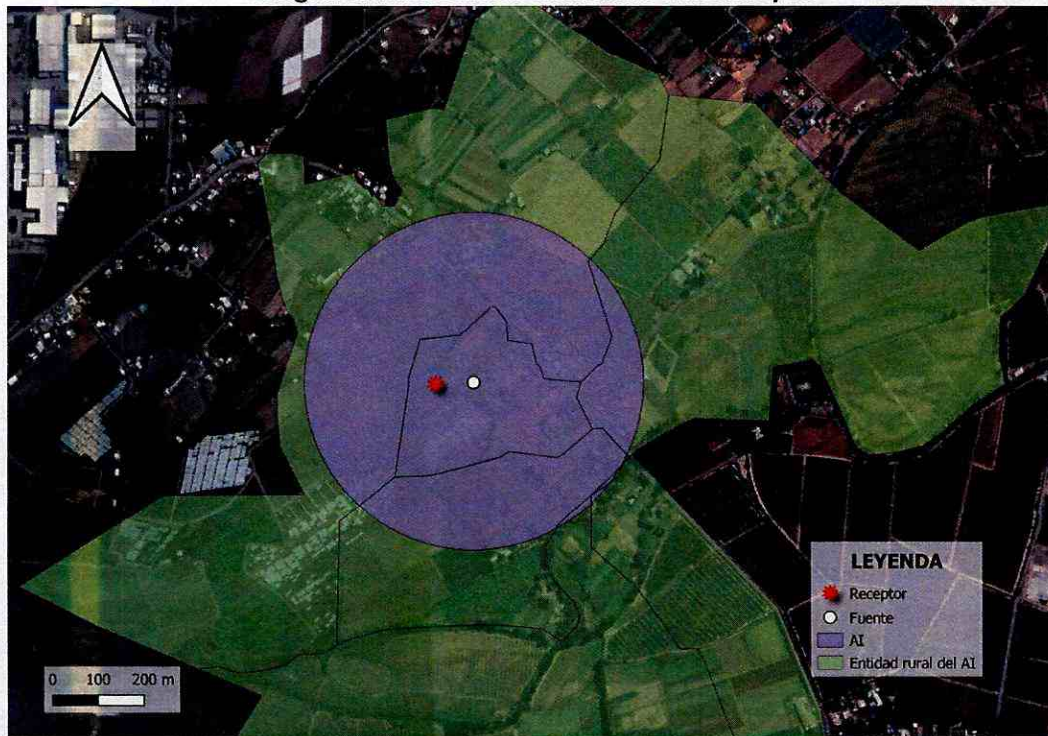 LEYENDA
Receptor
Fuente
AI
Entidad rural del AI
0 100 200 m